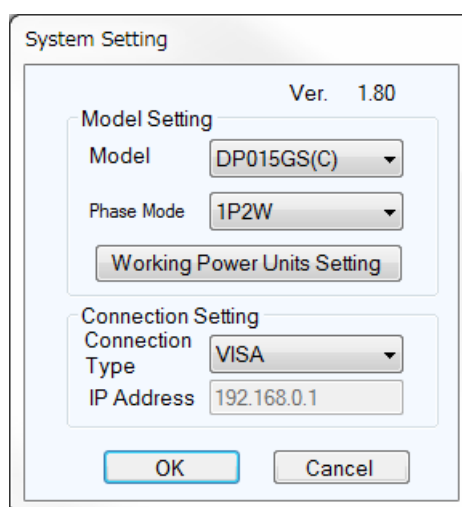 System Setting
Ver. 1.80
Model Setting
Model DP015GS(C)
Phase Mode 1P2W
Working Power Units Setting
Connection Setting
Connection
Type VISA
IP Address 192.168.0.1
OK Cancel